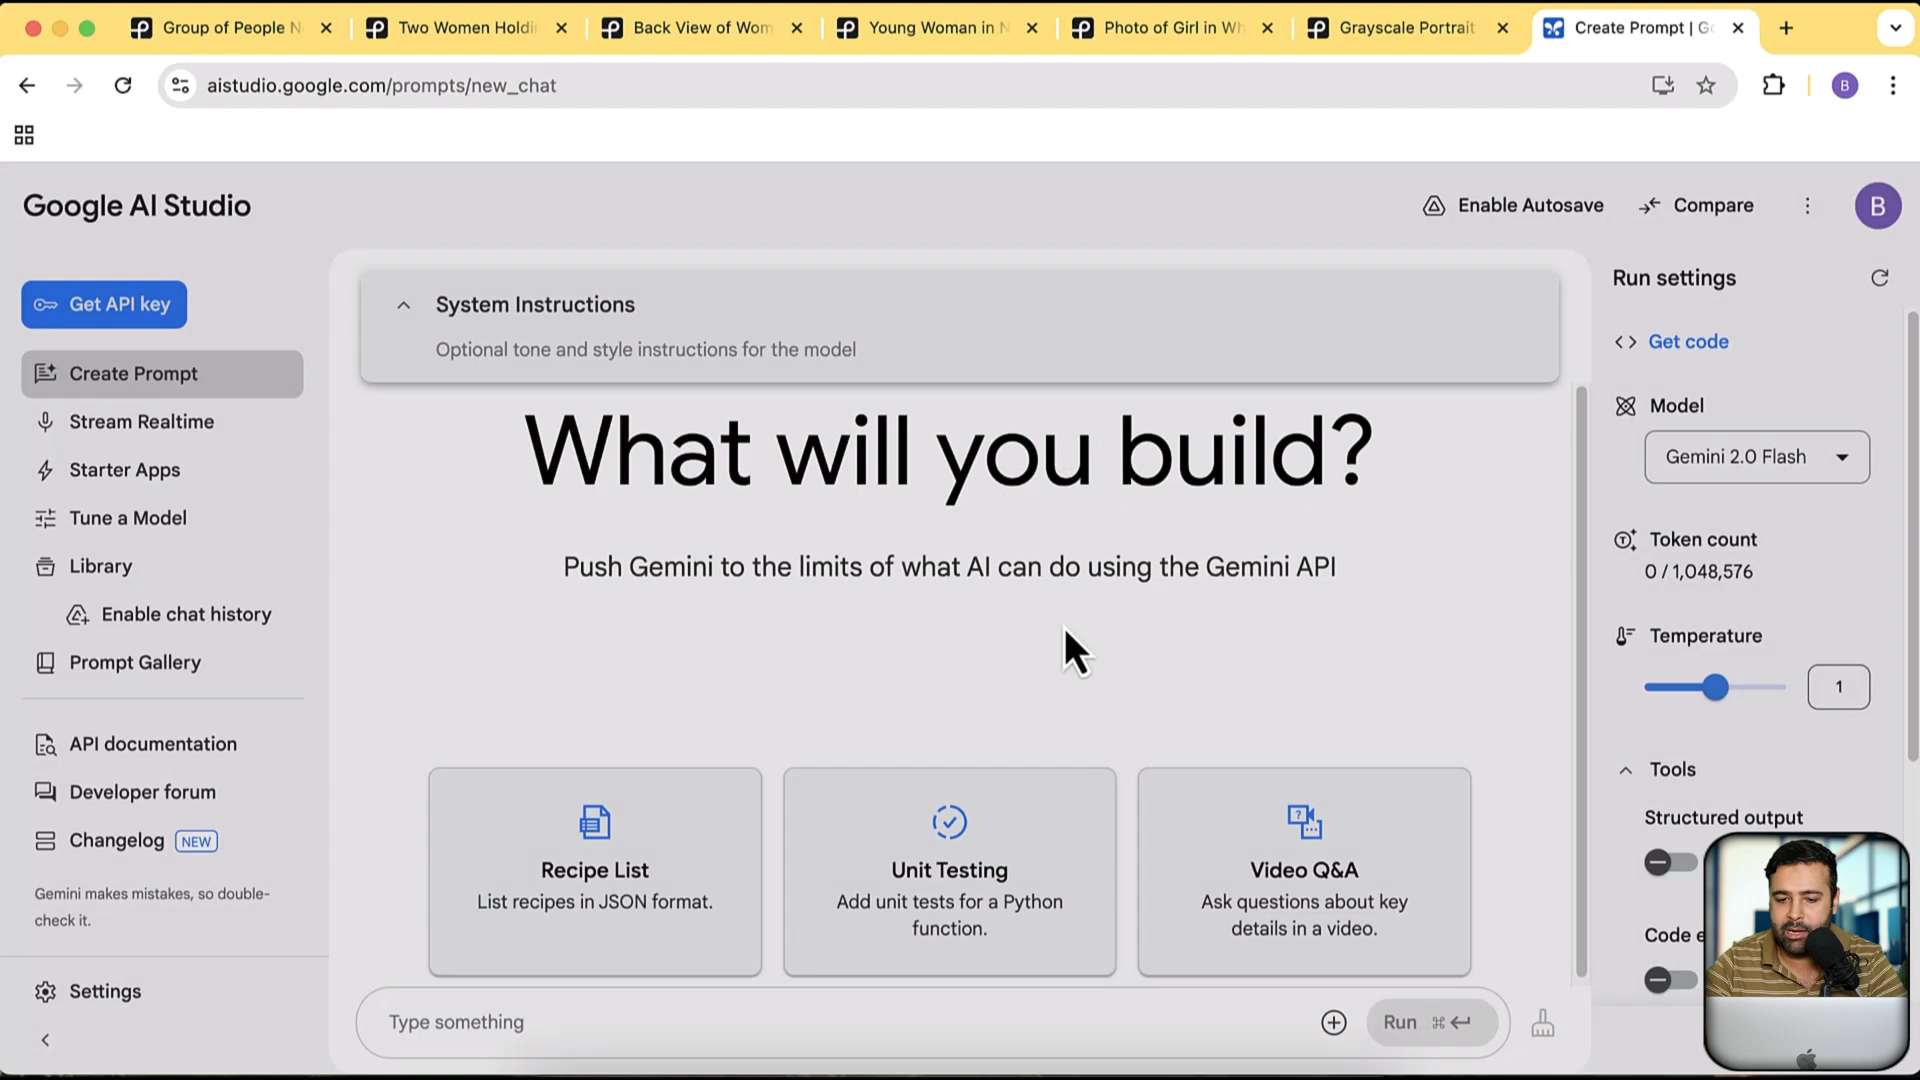 Group of People N
Two Women Holdi
Back View of Wom
Young Woman in N
Photo of Girl in Wh
Grayscale Portrait
Create Prompt | Go
aistudio.google.com/prompts/new_chat
B
Google AI Studio
Enable Autosave
Compare
B
Get API key
Create Prompt
Stream Realtime
Starter Apps
Tune a Model
Library
Enable chat history
Prompt Gallery
API documentation
Developer forum
Changelog NEW
Gemini makes mistakes, so double-
check it.
Settings
System Instructions
Optional tone and style instructions for the model
What will you build?
Push Gemini to the limits of what AI can do using the Gemini API
Recipe List
List recipes in JSON format.
Unit Testing
Add unit tests for a Python
function.
Video Q&A
Ask questions about key
details in a video.
Type something
Run ⌘ ↵
Run settings
Get code
Model
Gemini 2.0 Flash
Token count
0 / 1,048,576
Temperature
1
Tools
Structured output
Code e